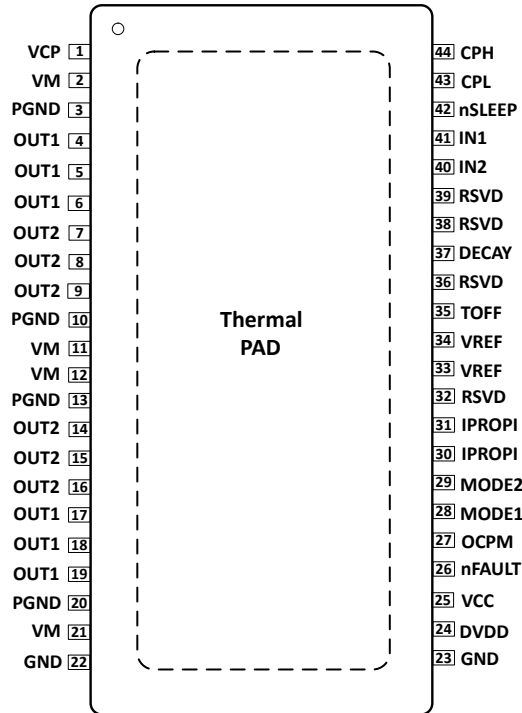 VCP 1
VM 2
PGND 3
OUT1 4
OUT1 5
OUT1 6
OUT2 7
OUT2 8
OUT2 9
PGND 10
VM 11
VM 12
PGND 13
OUT2 14
OUT2 15
OUT2 16
OUT1 17
OUT1 18
OUT1 19
PGND 20
VM 21
GND 22
Thermal
PAD
44 CPH
43 CPL
42 nSLEEP
41 IN1
40 IN2
39 RSVD
38 RSVD
37 DECAY
36 RSVD
35 TOFF
34 VREF
33 VREF
32 RSVD
31 IPROPI
30 IPROPI
29 MODE2
28 MODE1
27 OCPM
26 nFAULT
25 VCC
24 DVDD
23 GND